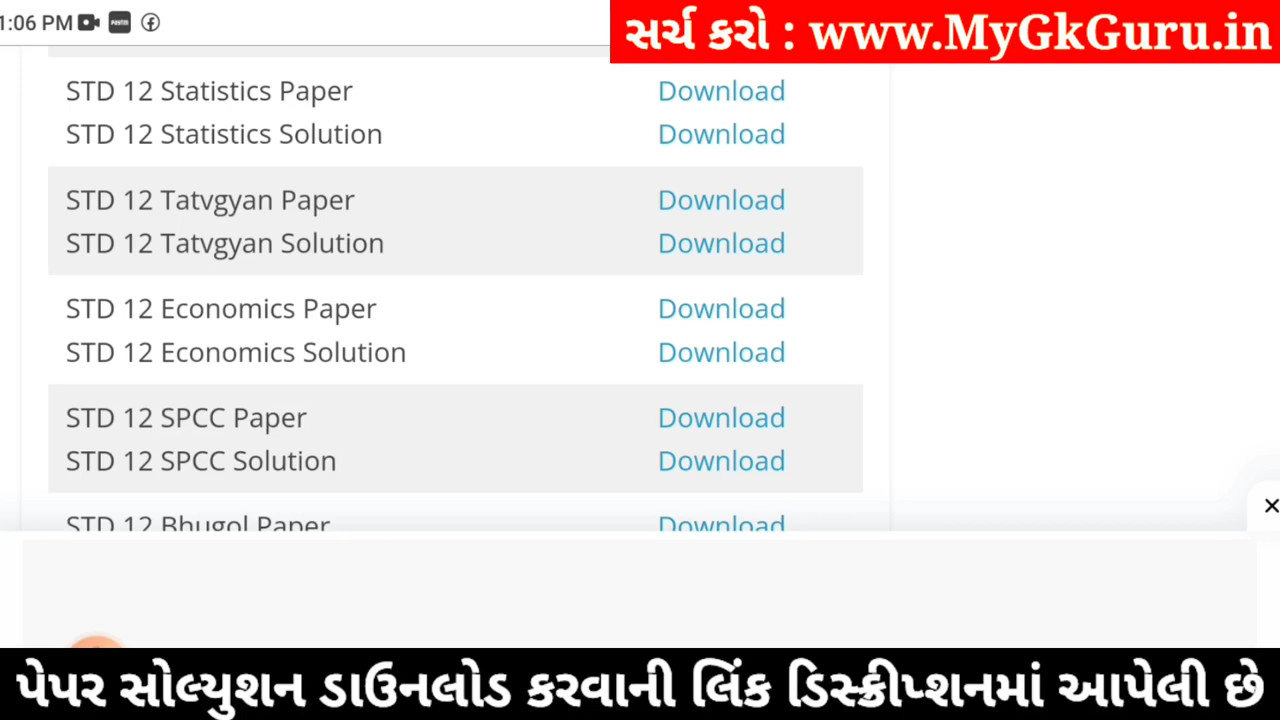 1:06 PM
સર્ચ કરો : www.MyGkGuru.in
STD 12 Statistics Paper Download
STD 12 Statistics Solution Download
STD 12 Tatvgyan Paper Download
STD 12 Tatvgyan Solution Download
STD 12 Economics Paper Download
STD 12 Economics Solution Download
STD 12 SPCC Paper Download
STD 12 SPCC Solution Download
STD 12 Bhugol Paper Download
પેપર સોલ્યુશન ડાઉનલોડ કરવાની લિંક ડિસ્ક્રીપ્શનમાં આપેલી છે